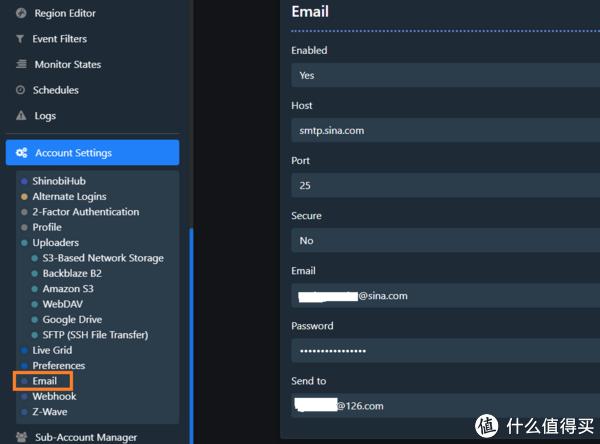 Region Editor
Event Filters
Monitor States
Schedules
Logs
Account Settings
ShinobiHub
Alternate Logins
2-Factor Authentication
Profile
Uploaders
S3-Based Network Storage
Backblaze B2
Amazon S3
WebDAV
Google Drive
SFTP (SSH File Transfer)
Live Grid
Preferences
Email
Webhook
Z-Wave
Sub-Account Manager
Email
Enabled
Yes
Host
smtp.sina.com
Port
25
Secure
No
Email
@sina.com
Password
••••••••••••••••
Send to
@126.com
值 什么值得买